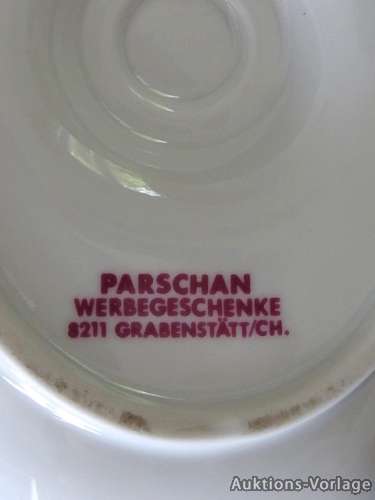 PARSCHAN
WERBEGESCHENKE
8211 GRABENSTÄTT/CH.
Auktions-Vorlage